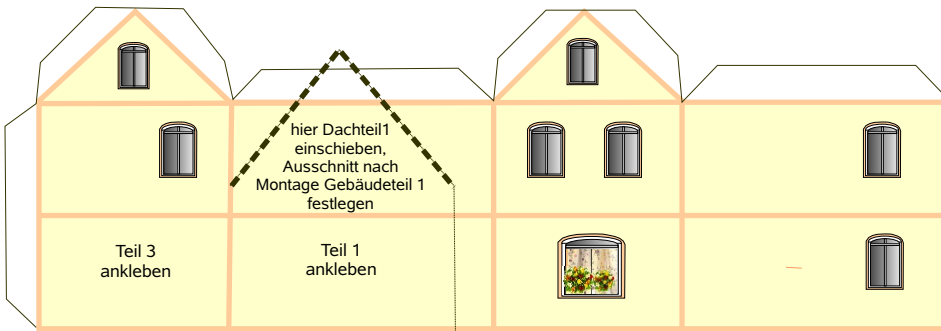 hier Dachteil1
einschieben,
Ausschnitt nach
Montage Gebäudeteil 1
festlegen
Teil 3
ankleben
Teil 1
ankleben